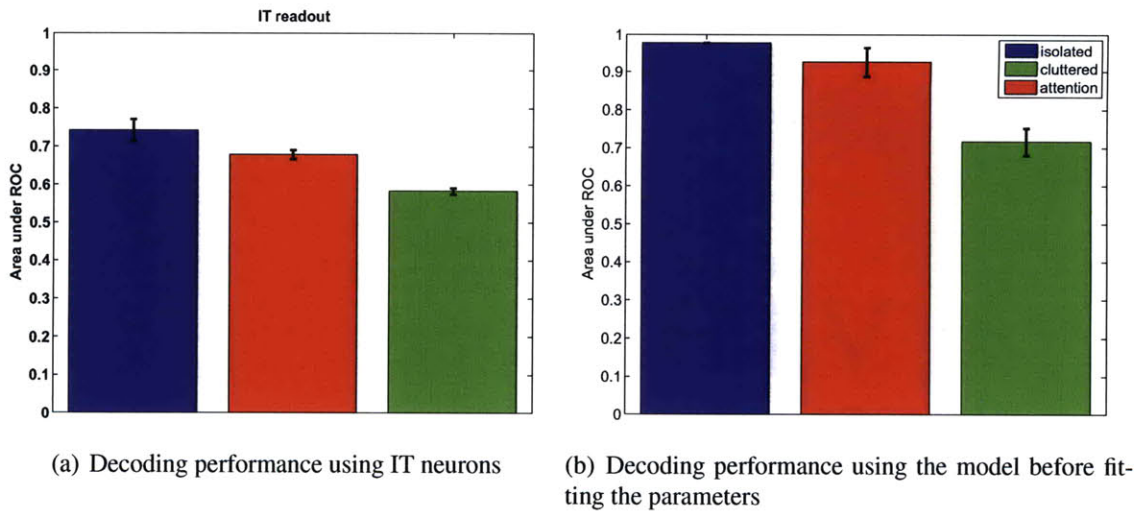 IT readout
1
0.9
0.8
0.7
0.6
0.5
0.4
0.3
0.2
0.1
0
Area under ROC
(a) Decoding performance using IT neurons
1
0.9
0.8
0.7
0.6
0.5
0.4
0.3
0.2
0.1
0
Area under ROC
isolated
cluttered
attention
(b) Decoding performance using the model before fit-
ting the parameters